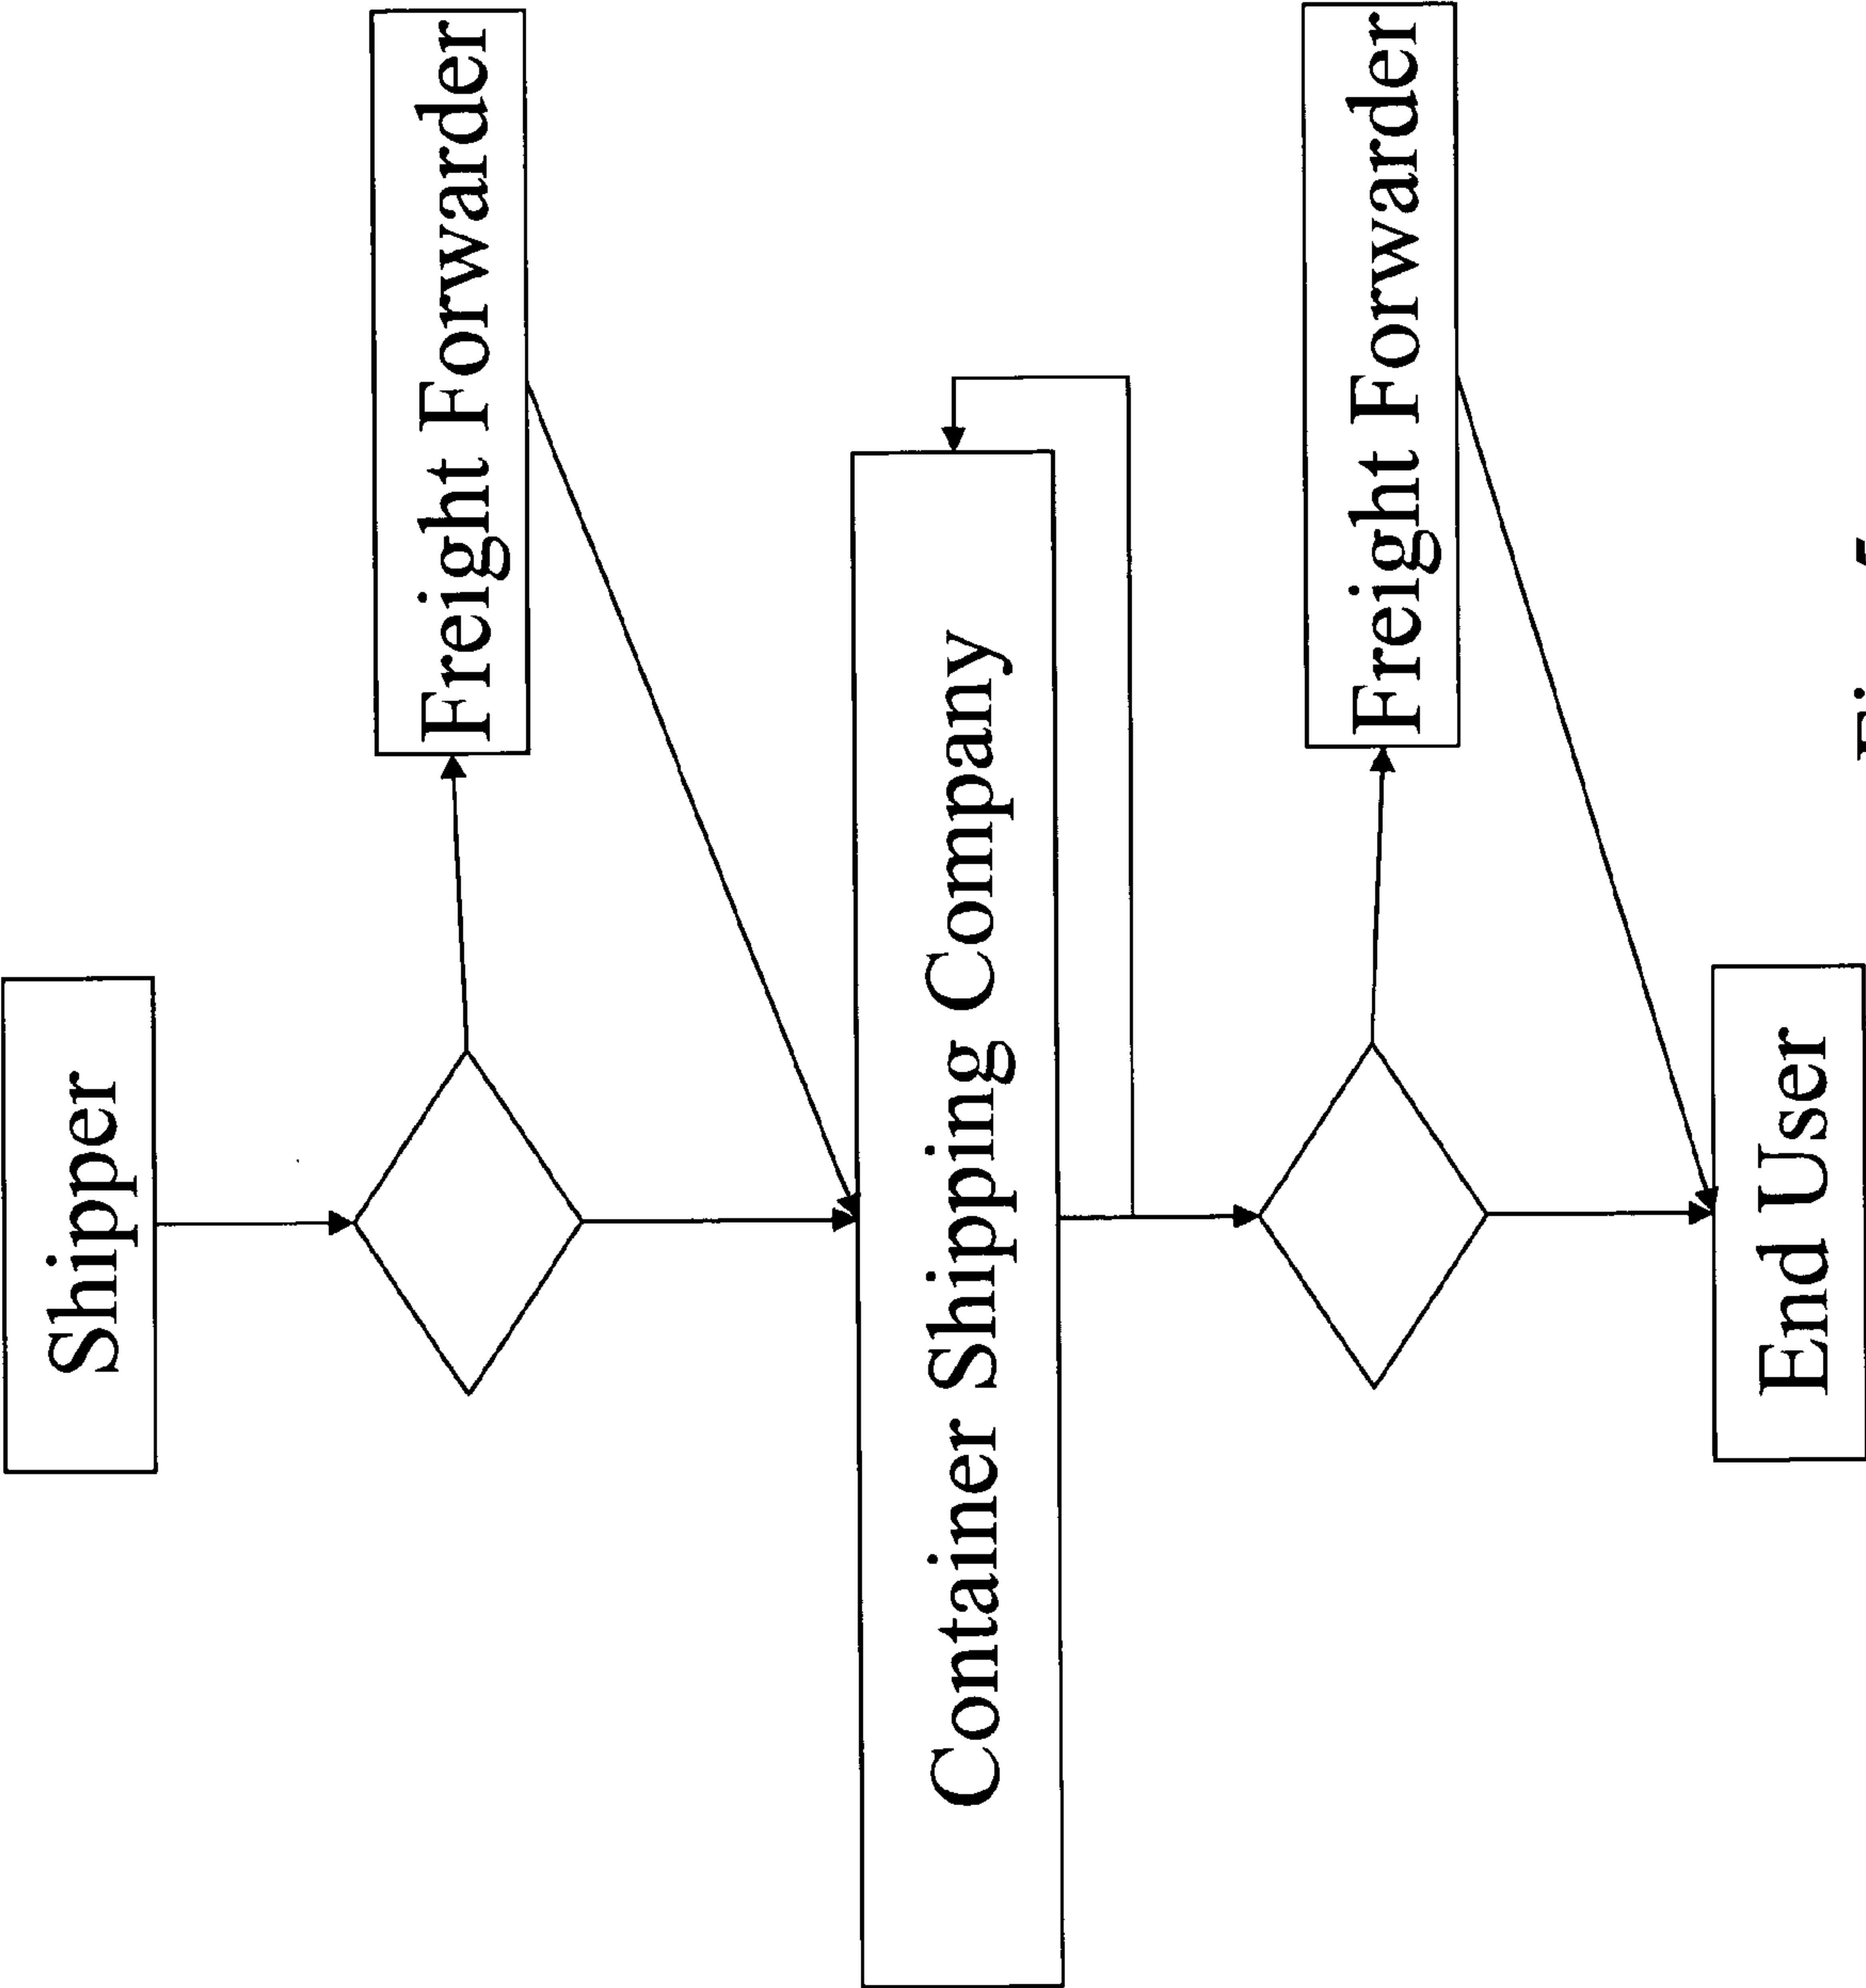 Shipper
Freight Forwarder
Container Shipping Company
Freight Forwarder
End User